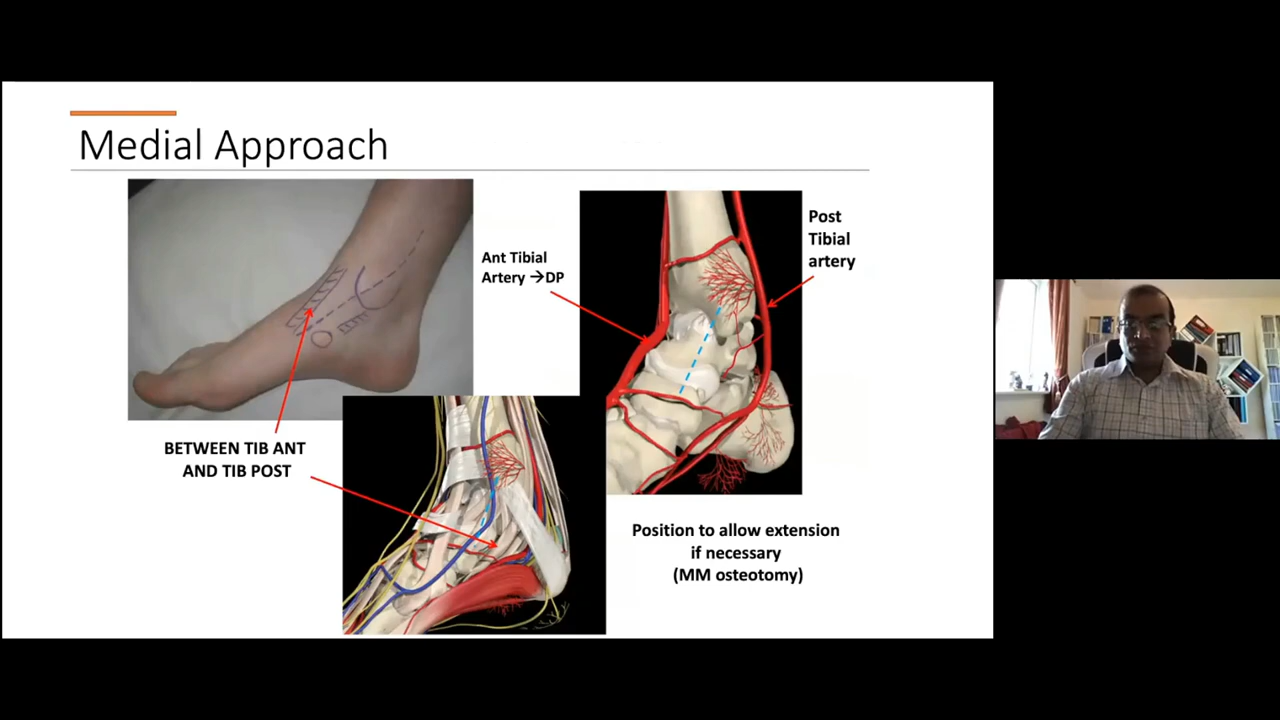 Medial Approach
Ant Tibial
Artery →DP
Post
Tibial
artery
BETWEEN TIB ANT
AND TIB POST
Position to allow extension
if necessary
(MM osteotomy)